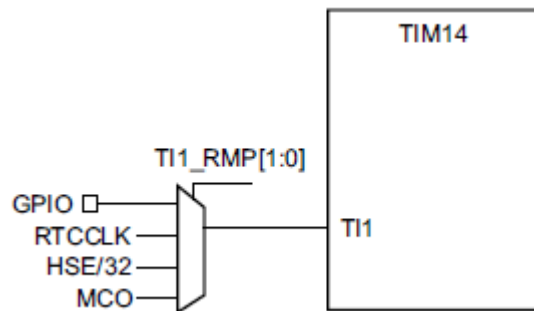 TIM14
TI1_RMP[1:0]
GPIO
RTCCLK
HSE/32
MCO
TI1